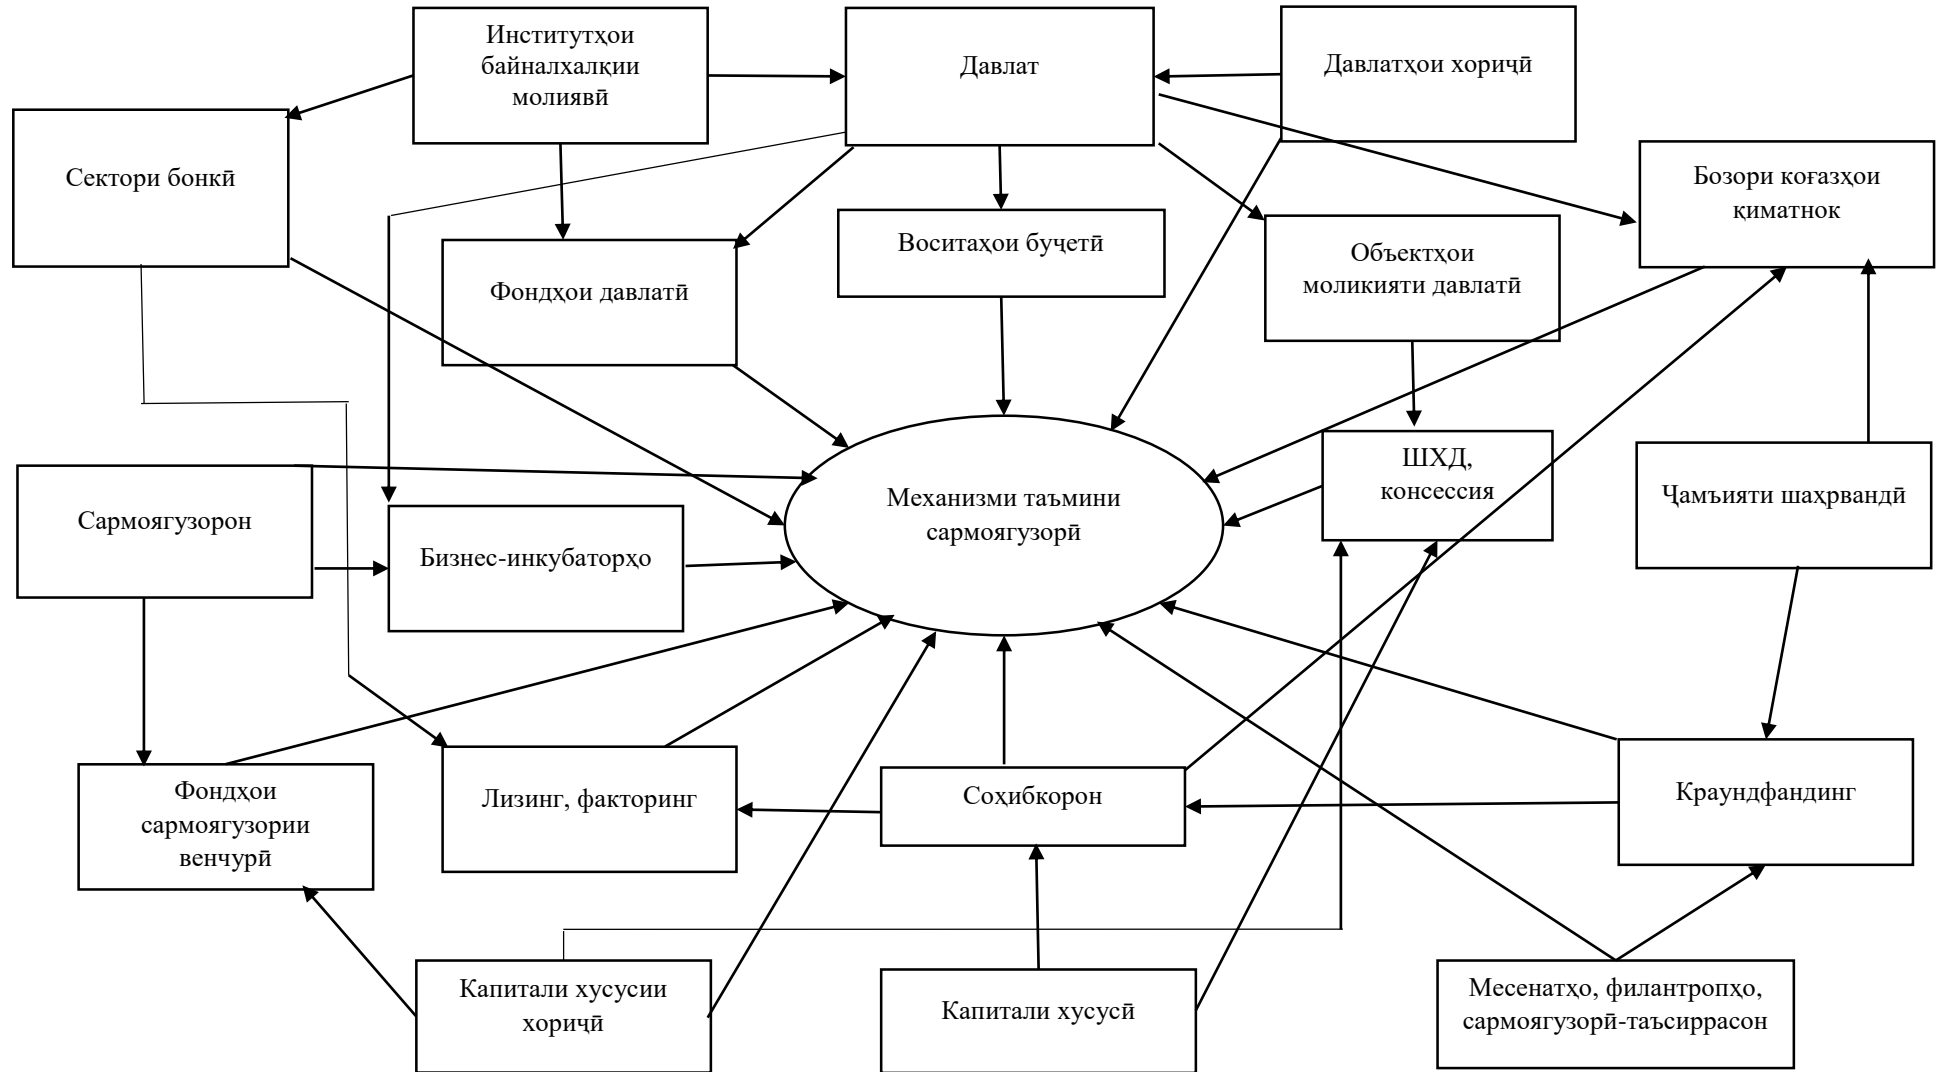 Институтҳои
байналхалқии
молиявӣ
Давлат
Давлатҳои хориҷӣ
Сектори бонкӣ
Бозори коғазҳои
қиматнок
Фондҳои давлатӣ
Воситаҳои буҷетӣ
Объектҳои
моликияти давлатӣ
Сармоягузорон
Бизнес-инкубаторҳо
Механизми таъмини
сармоягузорӣ
ШХД,
консессия
Ҷамъияти шаҳрвандӣ
Фондҳои
сармоягузории
венчурӣ
Лизинг, факторинг
Соҳибкорон
Краундфандинг
Капитали хусусии
хориҷӣ
Капитали хусусӣ
Месенатҳо, филантропҳо,
сармоягузорӣ-таъсиррасон